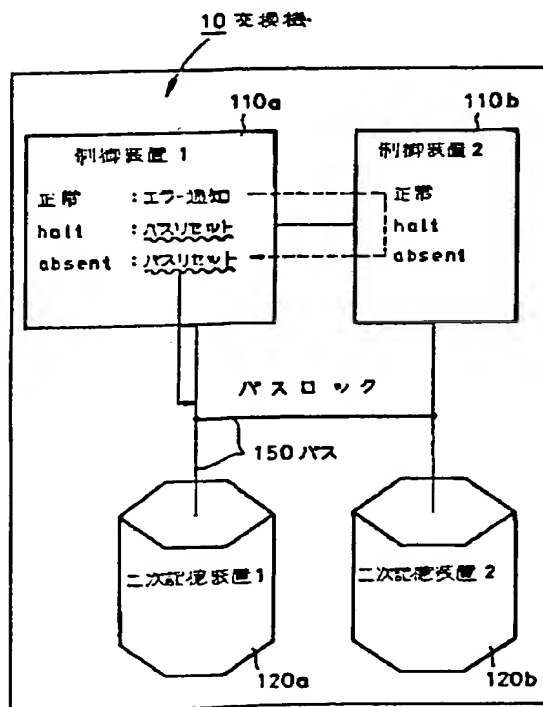 10 交換機
110a
110b
制御装置 1
制御装置2
正常 :エラー通知
正常
halt :バスリセット
halt
absent :バスリセット
absent
バスロック
150 バス
二次記憶装置1
二次記憶装置2
120a
120b